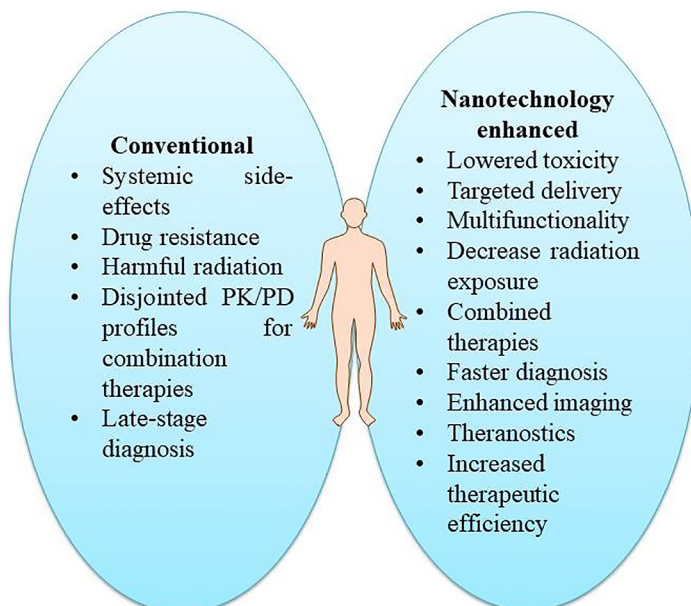 Conventional
• Systemic side-
effects
• Drug resistance
• Harmful radiation
• Disjointed PK/PD
profiles for
combination
therapies
• Late-stage
diagnosis
Nanotechnology
enhanced
• Lowered toxicity
• Targeted delivery
• Multifunctionality
• Decrease radiation
exposure
• Combined
therapies
• Faster diagnosis
• Enhanced imaging
• Theranostics
• Increased
therapeutic
efficiency